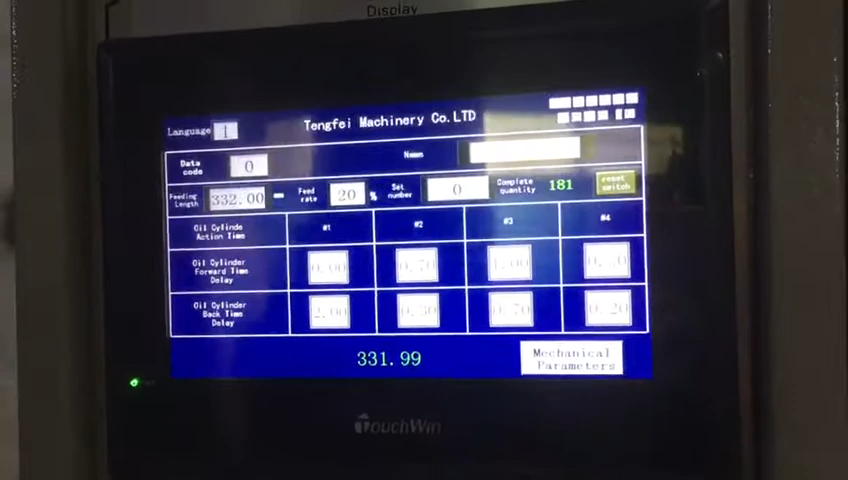 Display
Language 1
Tengfei Machinery Co.LTD
Data code 0
Name
Feeding Length 332.00
Feed rate 20 %
Set number 0
Complete quantity 181
reset switch
Oil Cylinde Action Time #1 #2 #3 #4
Oil Cylinder Forward Time Delay 0.00 0.70 1.00
Oil Cylinder Back Time Delay 2.00 0.30 0.70 0.20
331.99
Mechanical Parameters
TouchWin